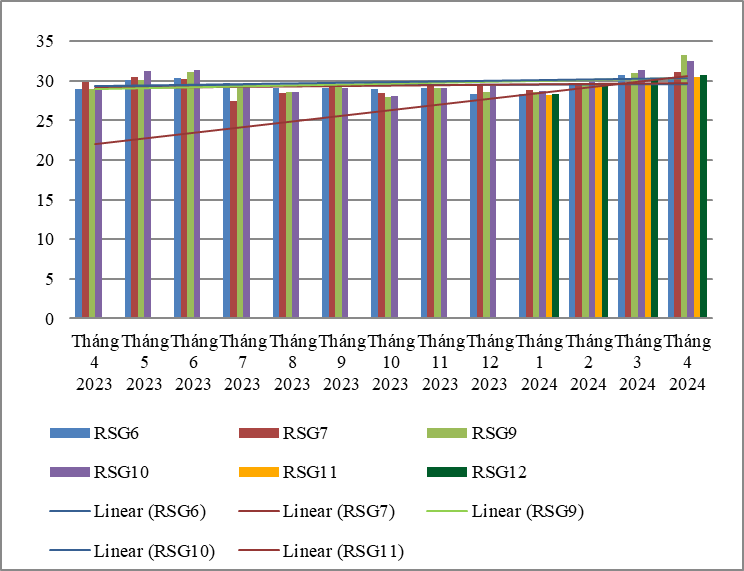 35
30
25
20
15
10
5
0
Tháng Tháng Tháng Tháng Tháng Tháng Tháng Tháng Tháng Tháng Tháng Tháng Tháng
4 5 6 7 8 9 10 11 12 1 2 3 4
2023 2023 2023 2023 2023 2023 2023 2023 2023 2024 2024 2024 2024
RSG6 RSG7 RSG9
RSG10 RSG11 RSG12
Linear (RSG6) Linear (RSG7) Linear (RSG9)
Linear (RSG10) Linear (RSG11)